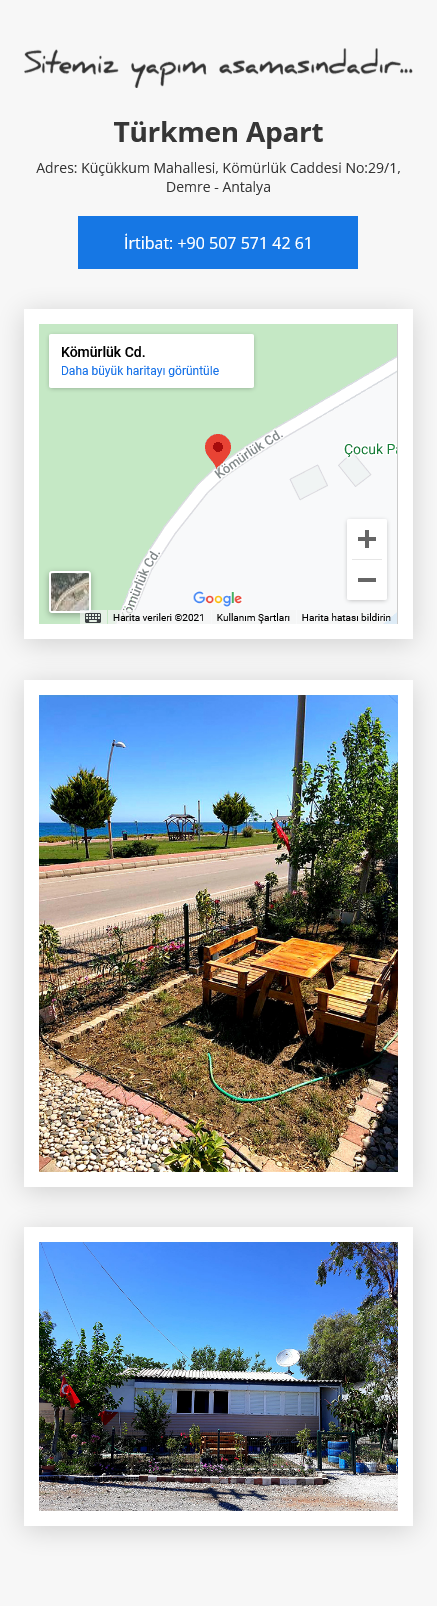 Sitemiz yapım asamasındadır...
Türkmen Apart
Adres: Küçükkum Mahallesi, Kömürlük Caddesi No:29/1,
Demre - Antalya
İrtibat: +90 507 571 42 61
Kömürlük Cd.
Daha büyük haritayı görüntüle
Kömürlük Cd.
Çocuk Pa
ömürlük Cd.
Google
Harita verileri ©2021 Kullanım Şartları Harita hatası bildirin